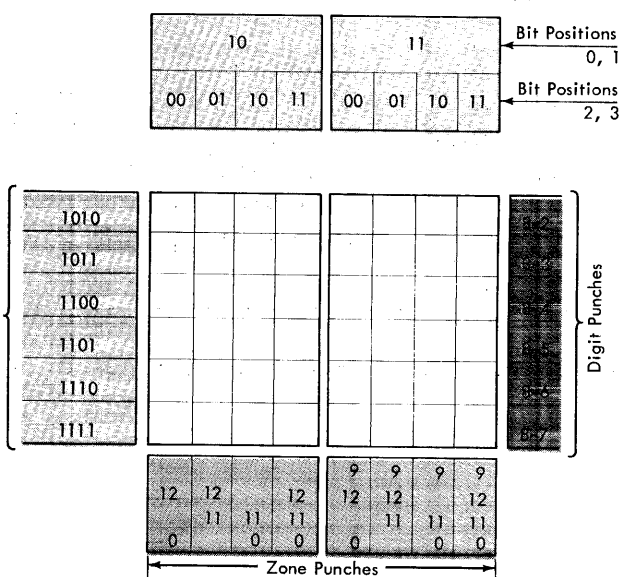 10 11 Bit Positions
0, 1
00 01 10 11 00 01 10 11 Bit Positions
2, 3
1010
1011
1100
1101
1110
1111
Digit Punches
9 9 9 9
12 12 12 12 12 12
11 11 11 11 11 11
0 0 0 0 0 0
Zone Punches